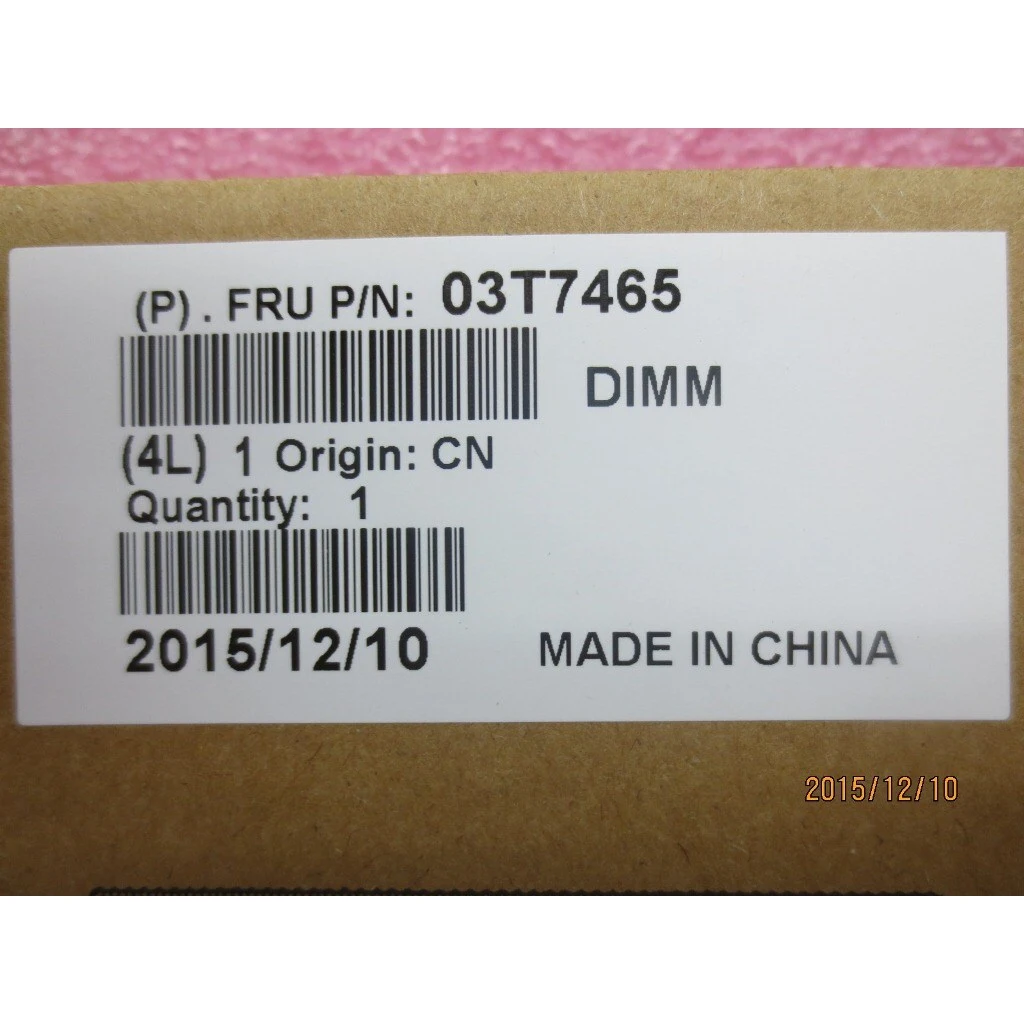 (P) . FRU P/N: 03T7465
DIMM
(4L) 1 Origin: CN
Quantity: 1
2015/12/10 MADE IN CHINA
2015/12/10